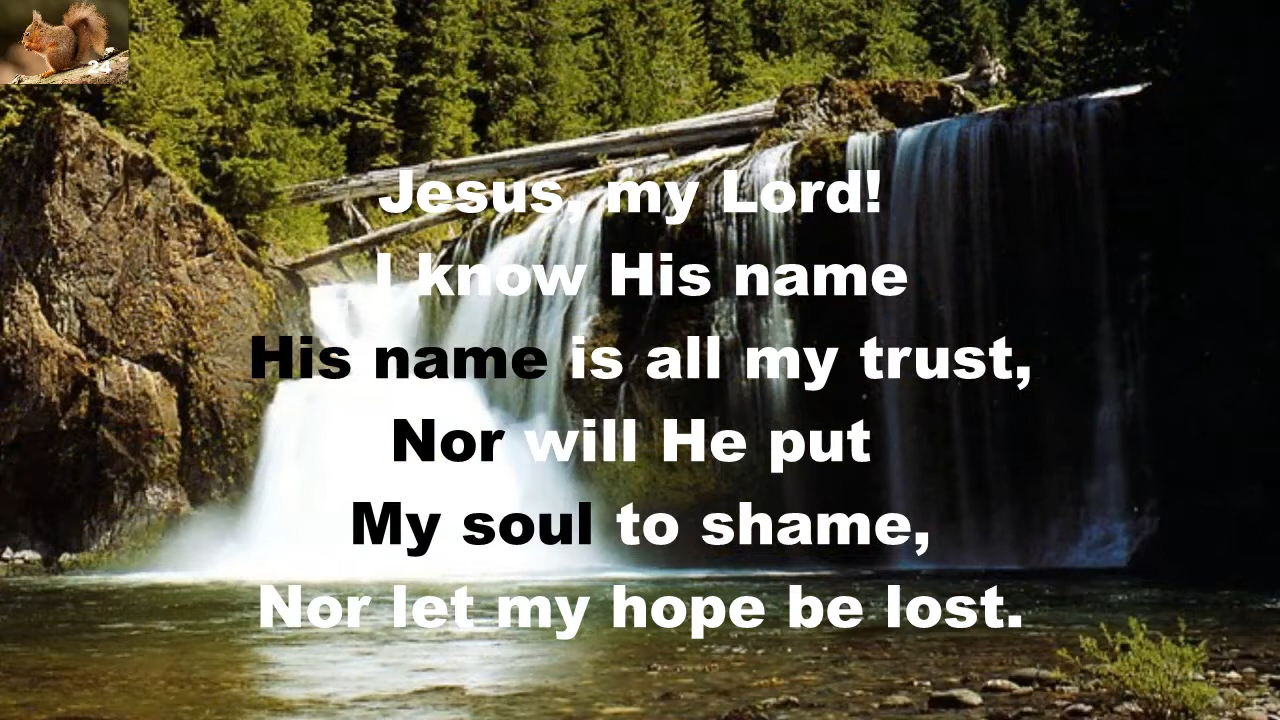 24
Jesus, my Lord!
I know His name
His name is all my trust,
Nor will He put
My soul to shame,
Nor let my hope be lost.